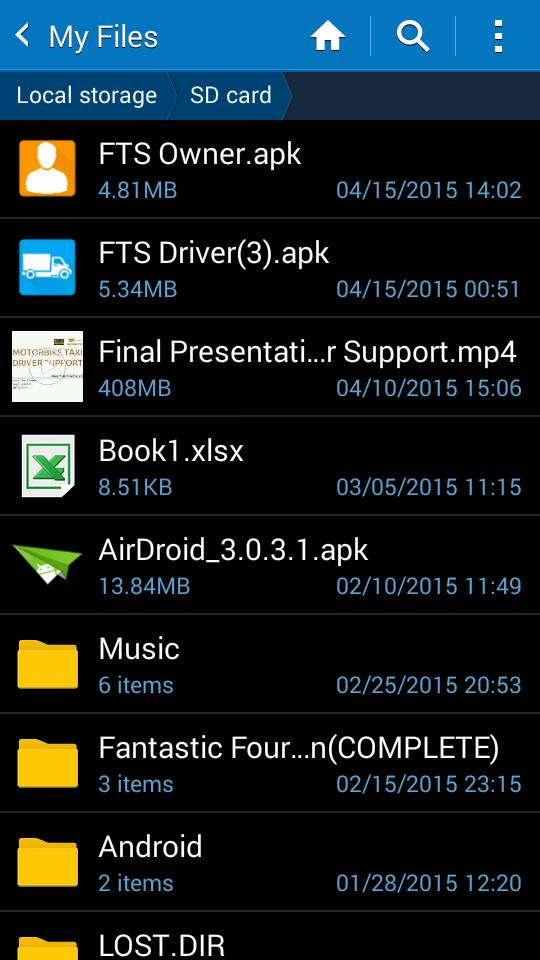 My Files
Local storage SD card
FTS Owner.apk
4.81MB 04/15/2015 14:02
FTS Driver(3).apk
5.34MB 04/15/2015 00:51
MOTORBIKE TAXI
DRIVER SUPPORT
Final Presentati...r Support.mp4
408MB 04/10/2015 15:06
Book1.xlsx
8.51KB 03/05/2015 11:15
AirDroid_3.0.3.1.apk
13.84MB 02/10/2015 11:49
Music
6 items 02/25/2015 20:53
Fantastic Four...n(COMPLETE)
3 items 02/15/2015 23:15
Android
2 items 01/28/2015 12:20
LOST.DIR